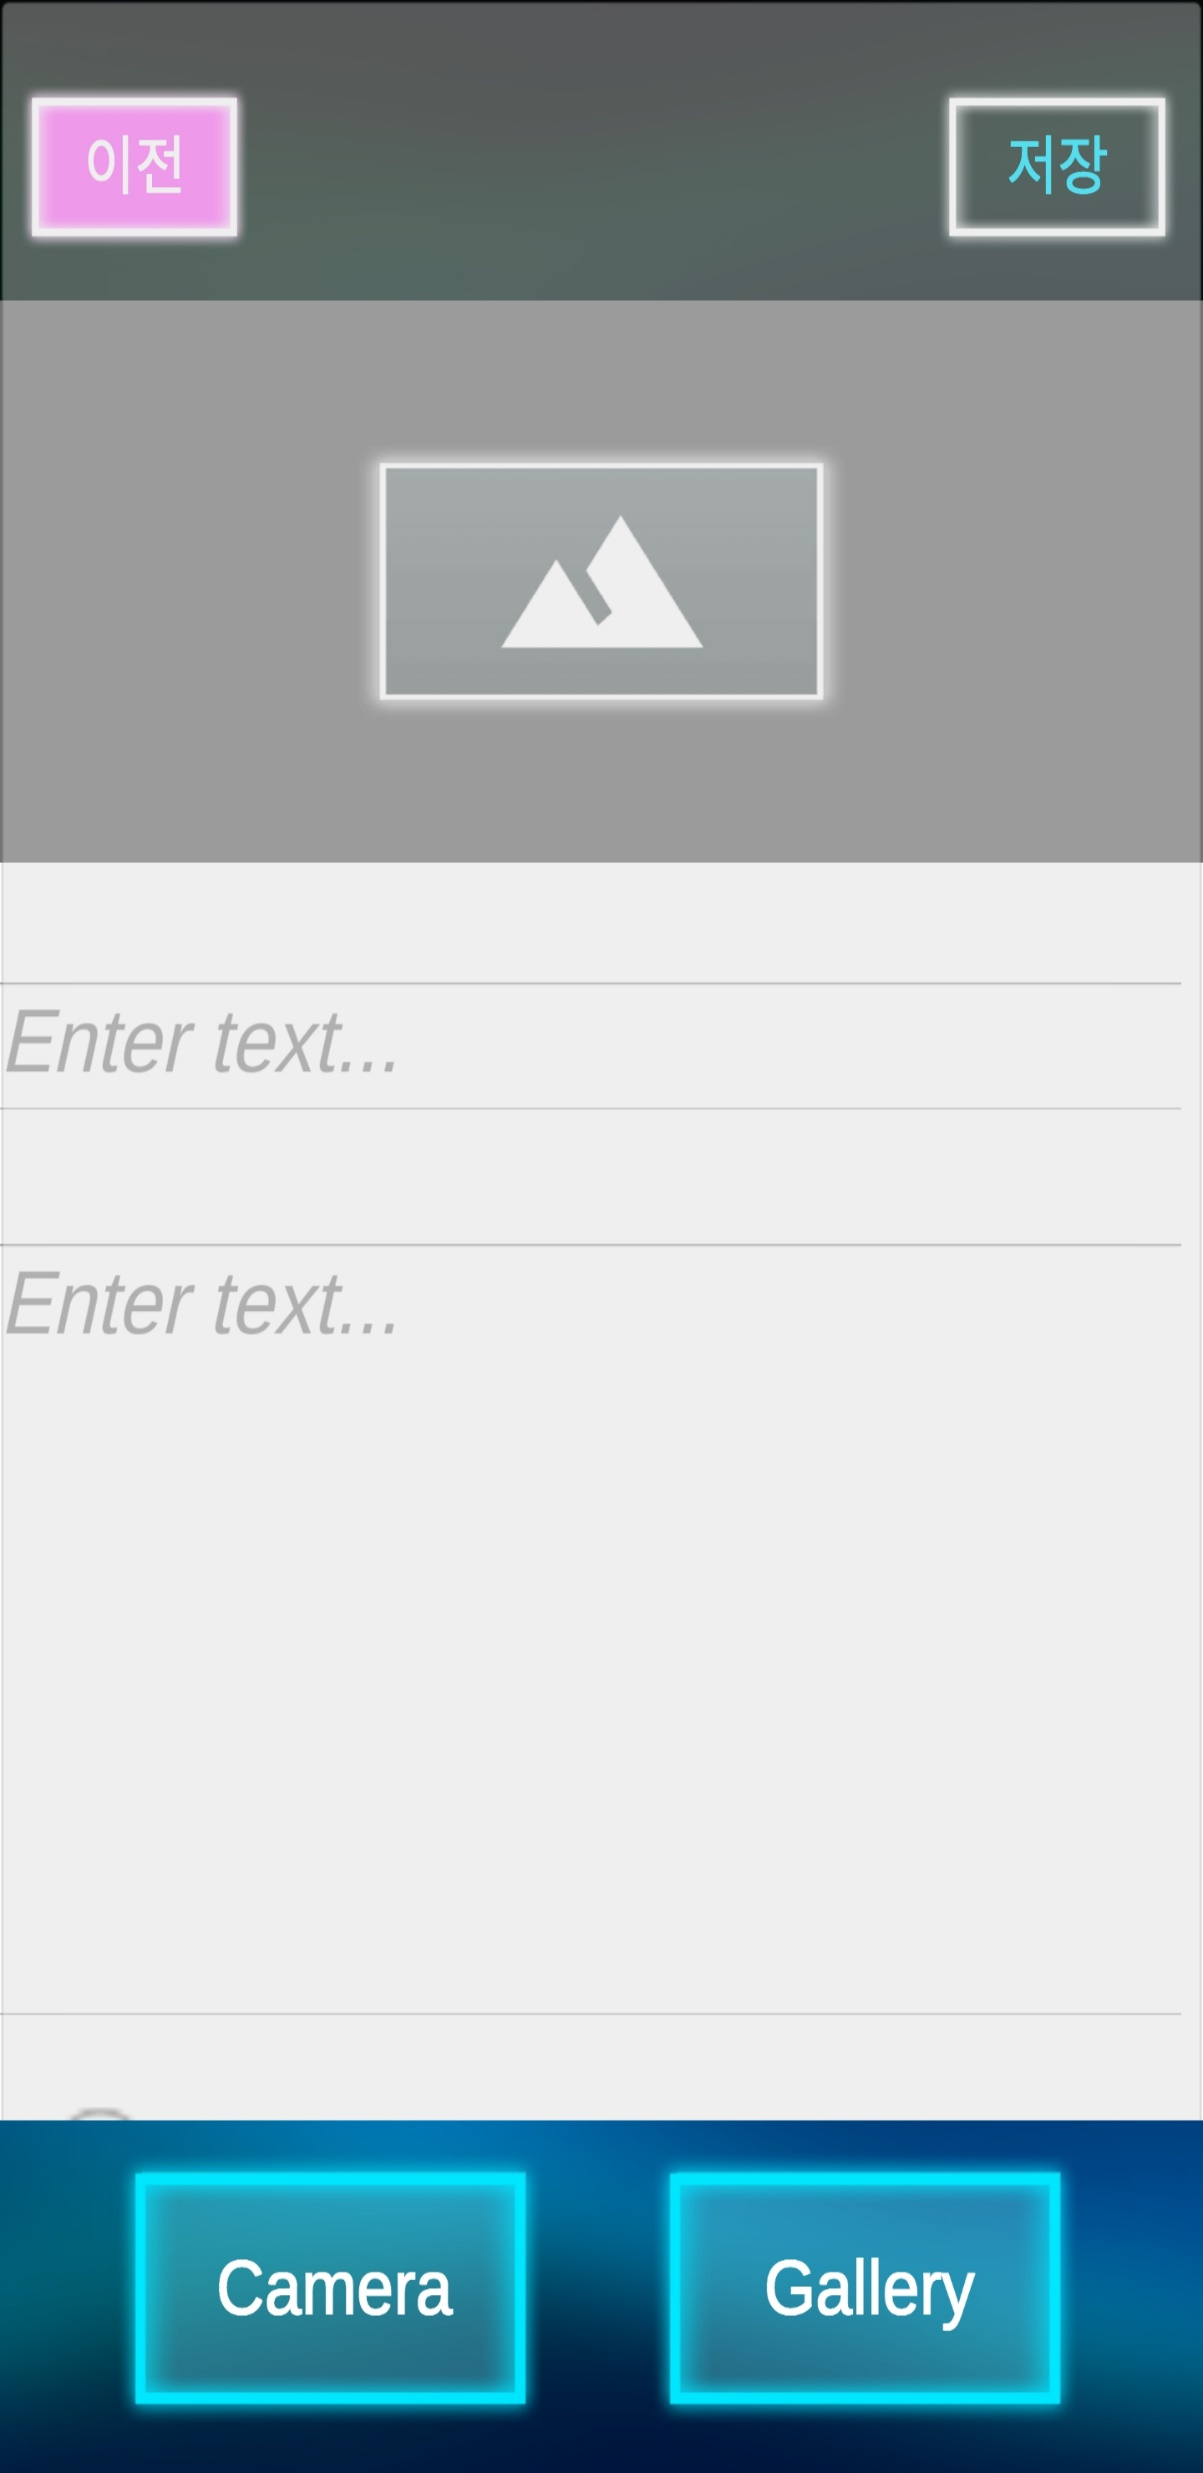 이전
저장
Enter text...
Enter text...
Camera
Gallery